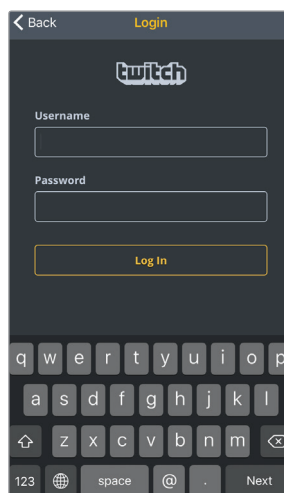 Back Login
twitch
Username
Password
Log In
q w e r t y u i o p
a s d f g h j k l
z x c v b n m
123 space @ . Next